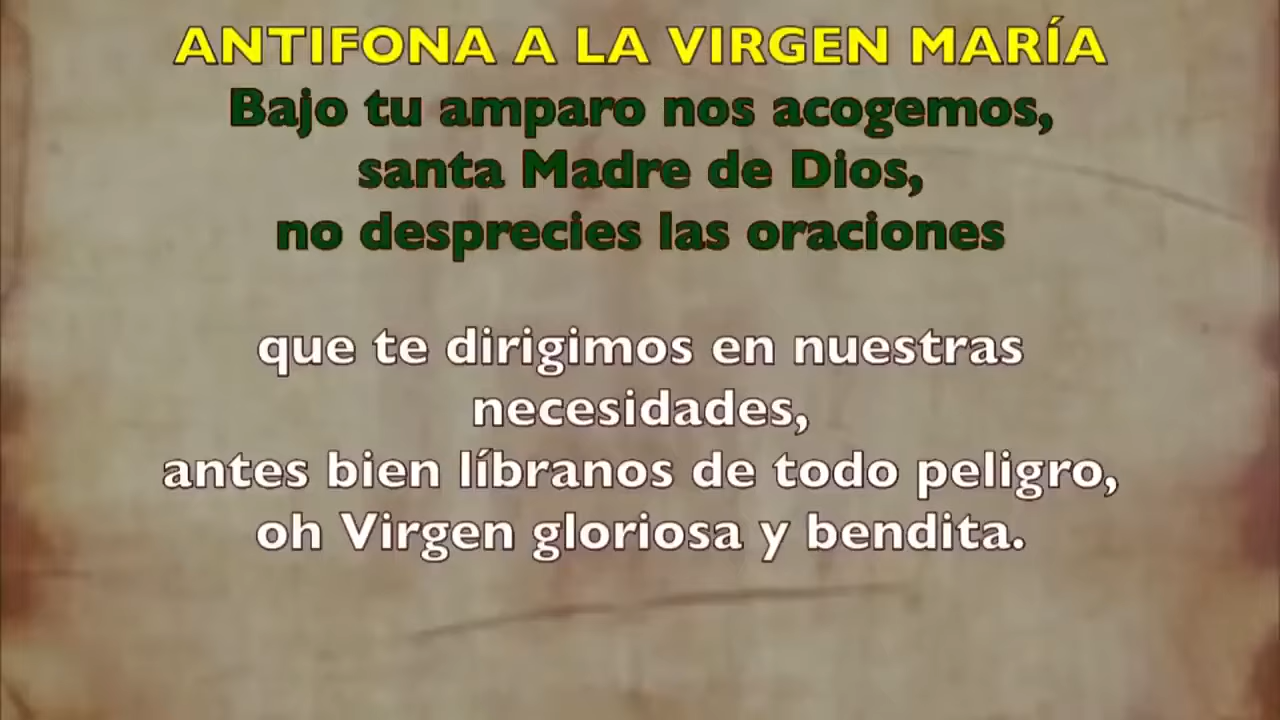 ANTIFONA A LA VIRGEN MARÍA
Bajo tu amparo nos acogemos,
santa Madre de Dios,
no desprecies las oraciones
que te dirigimos en nuestras
necesidades,
antes bien líbranos de todo peligro,
oh Virgen gloriosa y bendita.